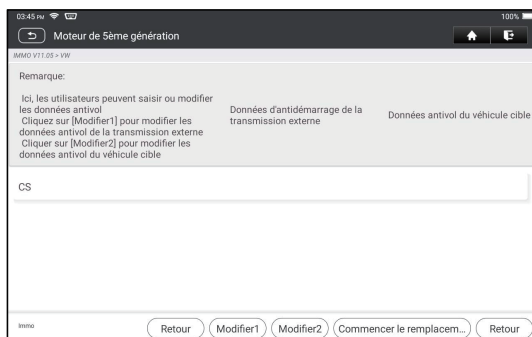 03:45 PM
100%
Moteur de 5ème génération
IMMO V11.05 > VW
Remarque:
Ici, les utilisateurs peuvent saisir ou modifier
les données antivol
Cliquez sur [Modifier1] pour modifier les
données antivol de la transmission externe
Cliquer sur [Modifier2] pour modifier les
données antivol du véhicule cible
Données d'antidémarrage de la
transmission externe
Données antivol du véhicule cible
CS
Immo
Retour
Modifier1
Modifier2
Commencer le remplacem...
Retour